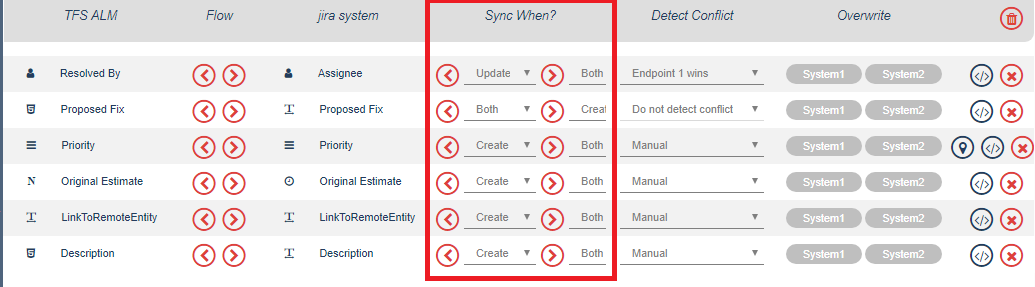 TFS ALM Flow jira system Sync When? Detect Conflict Overwrite
Resolved By Assignee Update Both Endpoint 1 wins System1 System2
Proposed Fix Proposed Fix Both Creat Do not detect conflict System1 System2
Priority Priority Create Both Manual System1 System2
Original Estimate Original Estimate Create Both Manual System1 System2
LinkToRemoteEntity LinkToRemoteEntity Create Both Manual System1 System2
Description Description Create Both Manual System1 System2